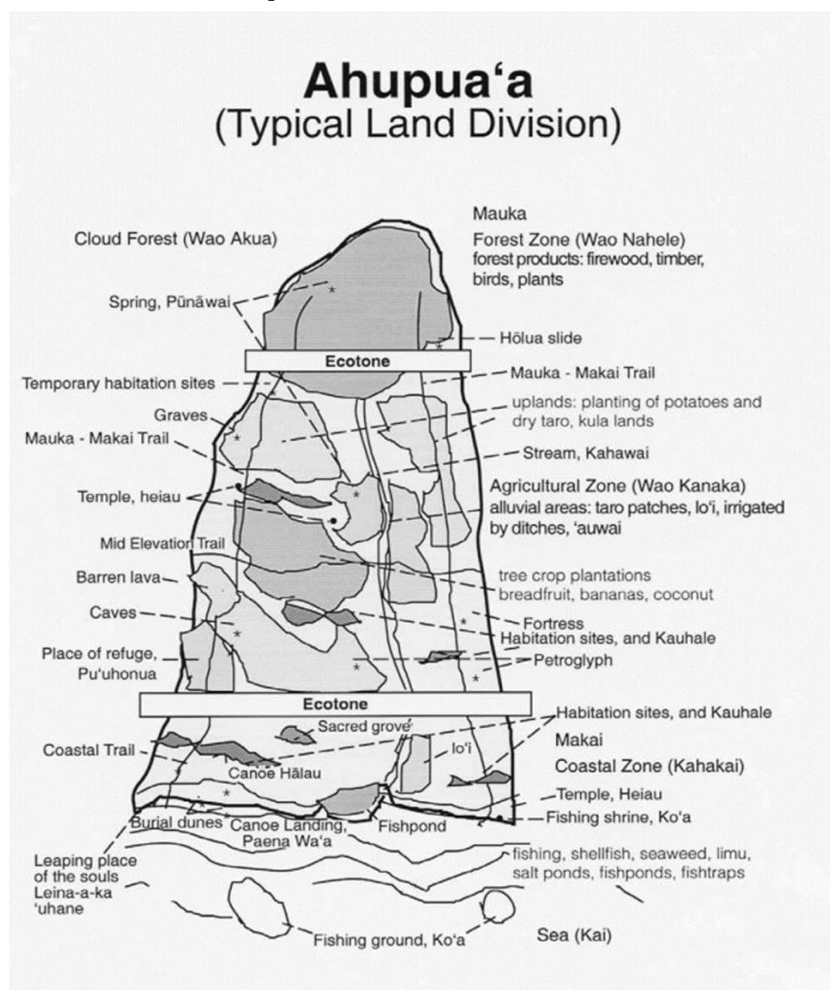 Ahupua‘a
(Typical Land Division)
Mauka
Cloud Forest (Wao Akua)
Forest Zone (Wao Nahele)
forest products: firewood, timber,
birds, plants
Spring, Pūnāwai
Hōlua slide
Ecotone
Mauka - Makai Trail
Temporary habitation sites
uplands: planting of potatoes and
dry taro, kula lands
Graves
Mauka - Makai Trail
Stream, Kahawai
Agricultural Zone (Wao Kanaka)
alluvial areas: taro patches, lo‘i, irrigated
by ditches, ‘auwai
Temple, heiau
Mid Elevation Trail
Barren lava
tree crop plantations
breadfruit, bananas, coconut
Caves
Fortress
Habitation sites, and Kauhale
Place of refuge,
Pu‘uhonua
Petroglyph
Ecotone
Habitation sites, and Kauhale
Sacred grove
Makai
Coastal Trail
lo‘i
Coastal Zone (Kahakai)
Canoe Hālau
Temple, Heiau
Burial dunes
Canoe Landing,
Paena Wa‘a
Fishpond
Fishing shrine, Ko‘a
Leaping place
of the souls
Leina-a-ka
‘uhane
fishing, shellfish, seaweed, limu,
salt ponds, fishponds, fishtraps
Fishing ground, Ko‘a
Sea (Kai)